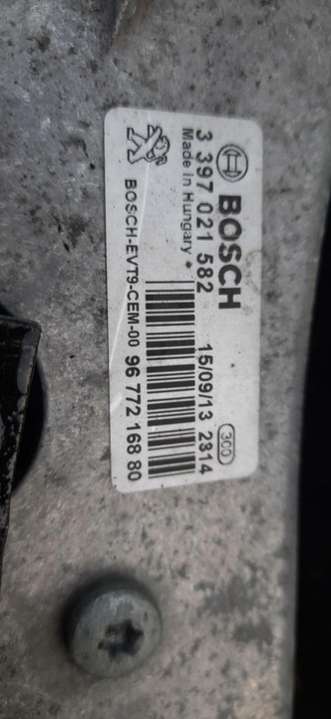 BOSCH
3 397 021 582 15/09/13 2314
Made in Hungary * 300
BOSCH-EVT9-CEM-00 96 772 168 80